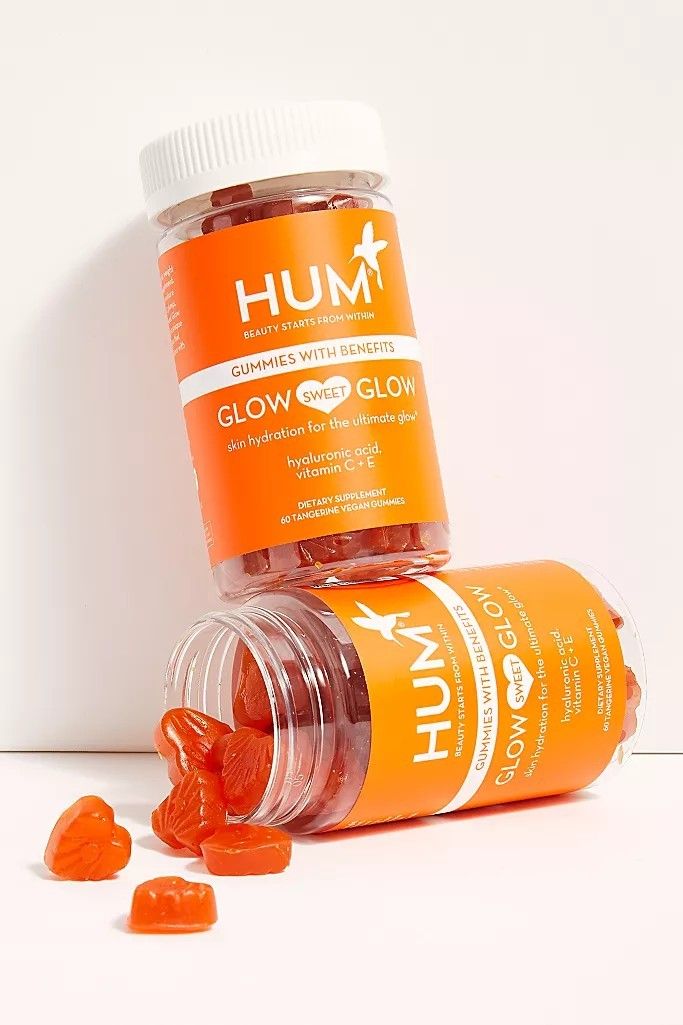 HUM®
BEAUTY STARTS FROM WITHIN
GUMMIES WITH BENEFITS
GLOW SWEET GLOW
skin hydration for the ultimate glow*
hyaluronic acid,
vitamin C + E
DIETARY SUPPLEMENT
60 TANGERINE VEGAN GUMMIES
HUM®
BEAUTY STARTS FROM WITHIN
GUMMIES WITH BENEFITS
GLOW SWEET GLOW
skin hydration for the ultimate glow*
hyaluronic acid,
vitamin C + E
DIETARY SUPPLEMENT
60 TANGERINE VEGAN GUMMIES